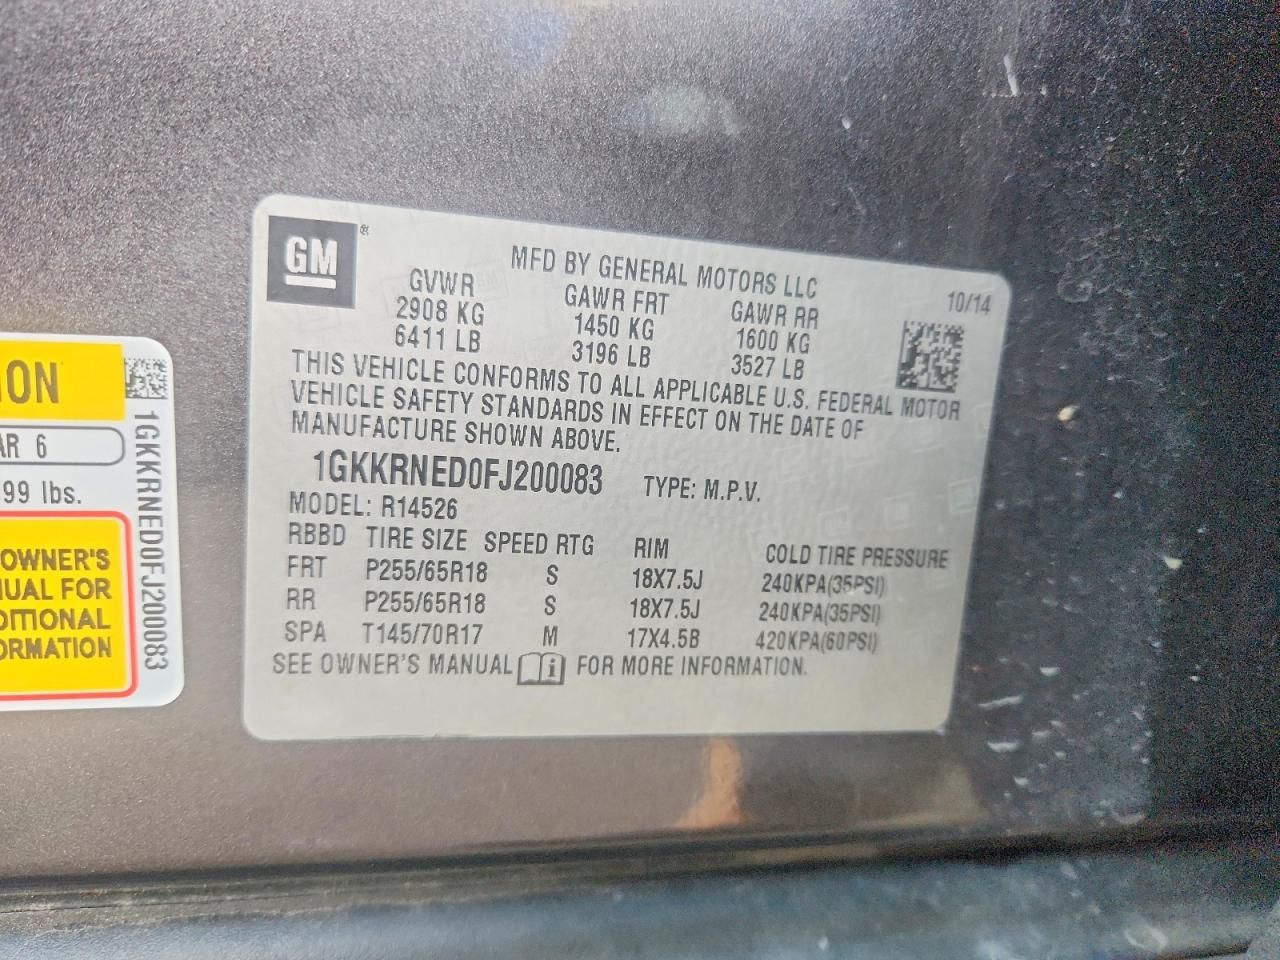 GM ®
MFD BY GENERAL MOTORS LLC
10/14
GVWR GAWR FRT GAWR RR
2908 KG 1450 KG 1600 KG
6411 LB 3196 LB 3527 LB
THIS VEHICLE CONFORMS TO ALL APPLICABLE U.S. FEDERAL MOTOR
VEHICLE SAFETY STANDARDS IN EFFECT ON THE DATE OF
MANUFACTURE SHOWN ABOVE.
1GKKRNED0FJ200083 TYPE: M.P.V.
MODEL: R14526
RBBD TIRE SIZE SPEED RTG RIM COLD TIRE PRESSURE
FRT P255/65R18 S 18X7.5J 240KPA(35PSI)
RR P255/65R18 S 18X7.5J 240KPA(35PSI)
SPA T145/70R17 M 17X4.5B 420KPA(60PSI)
SEE OWNER'S MANUAL i FOR MORE INFORMATION.
ION
AR 6
99 lbs.
OWNER'S
NUAL FOR
DITIONAL
ORMATION
1GKKRNED0FJ200083